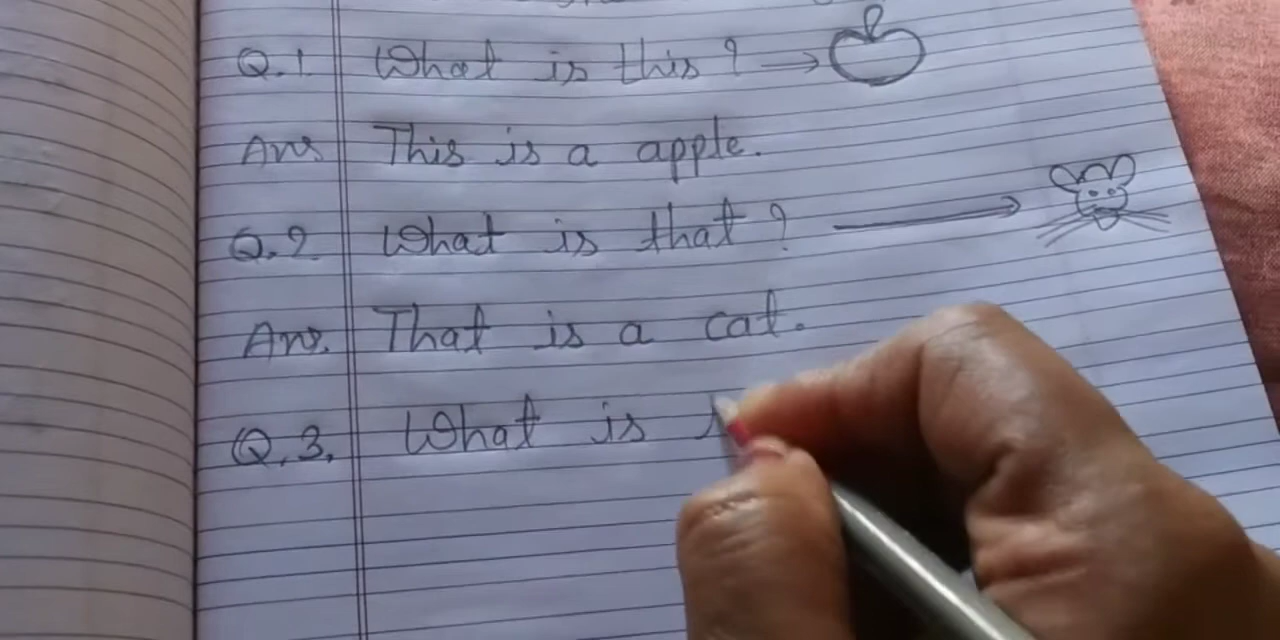 Q.1. What is this?
Ans This is a apple.
Q.2 What is that?
Ans. That is a cat.
Q.3. What is